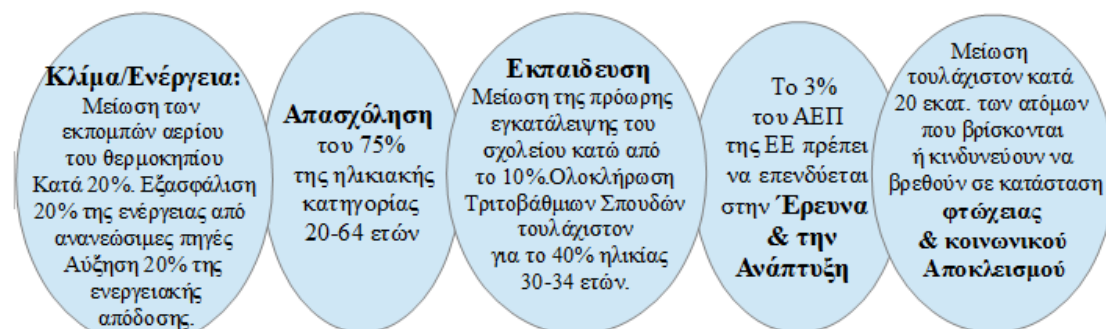 Κλίμα/Ενέργεια:
Μείωση των
εκπομπών αερίου
του θερμοκηπίου
Κατά 20%. Εξασφάλιση
20% της ενέργειας από
ανανεώσιμες πηγές
Αύξηση 20% της
ενεργειακής
απόδοσης.
Απασχόληση
του 75%
της ηλικιακής
κατηγορίας
20-64 ετών
Εκπαιδευση
Μείωση της πρόωρης
εγκατάλειψης του
σχολείου κατώ από
το 10%.Ολοκλήρωση
Τριτοβάθμιων Σπουδών
τουλάχιστον
για το 40% ηλικίας
30-34 ετών.
Το 3%
του ΑΕΠ
της ΕΕ πρέπει
να επενδύεται
στην Έρευνα
& την
Ανάπτυξη
Μείωση
τουλάχιστον κατά
20 εκατ. των ατόμων
που βρίσκονται
ή κινδυνεύουν να
βρεθούν σε κατάσταση
φτώχειας
& κοινωνικού
Αποκλεισμού